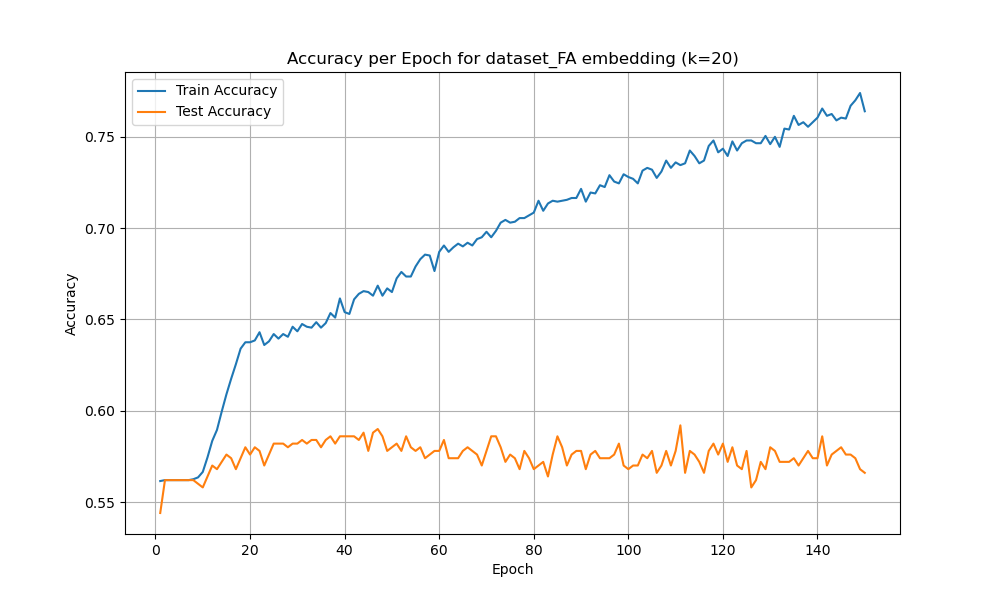 Accuracy per Epoch for dataset_FA embedding (k=20)
Train Accuracy
Test Accuracy
0.75
0.70
0.65
0.60
0.55
Accuracy
0 20 40 60 80 100 120 140
Epoch